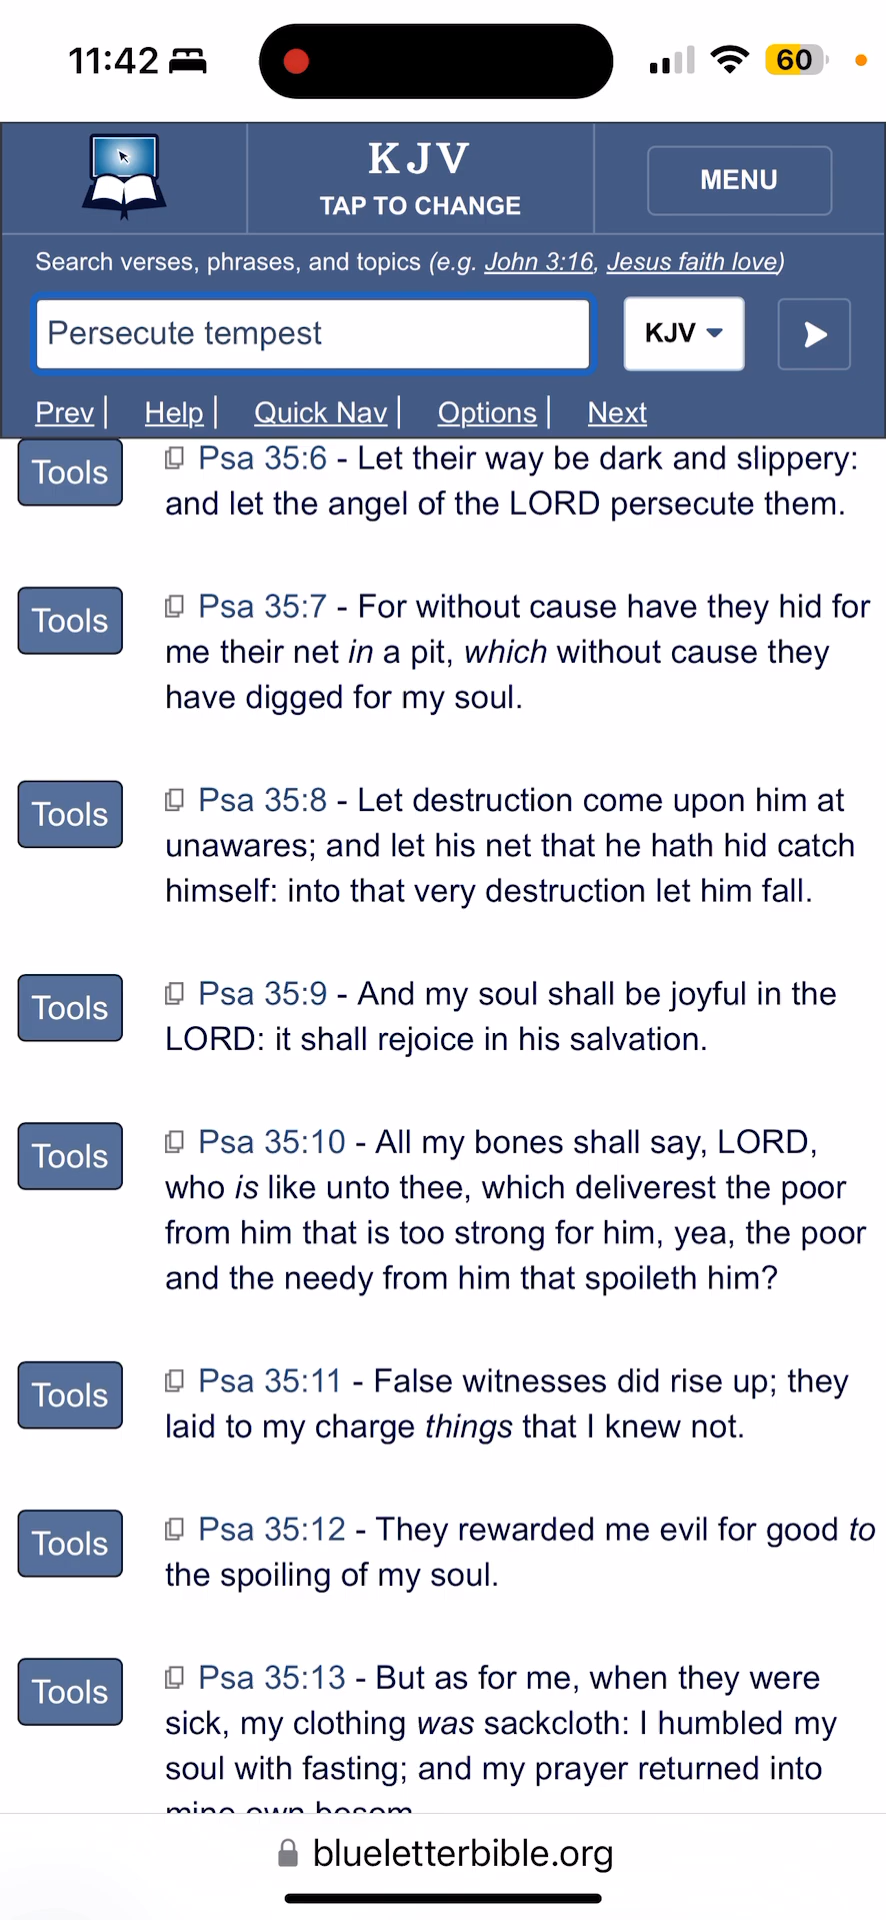 11:42
60
KJV
TAP TO CHANGE
MENU
Search verses, phrases, and topics (e.g. John 3:16, Jesus faith love)
Persecute tempest
KJV
Prev | Help | Quick Nav | Options | Next
Tools
Psa 35:6 - Let their way be dark and slippery:
and let the angel of the LORD persecute them.
Tools
Psa 35:7 - For without cause have they hid for
me their net in a pit, which without cause they
have digged for my soul.
Tools
Psa 35:8 - Let destruction come upon him at
unawares; and let his net that he hath hid catch
himself: into that very destruction let him fall.
Tools
Psa 35:9 - And my soul shall be joyful in the
LORD: it shall rejoice in his salvation.
Tools
Psa 35:10 - All my bones shall say, LORD,
who is like unto thee, which deliverest the poor
from him that is too strong for him, yea, the poor
and the needy from him that spoileth him?
Tools
Psa 35:11 - False witnesses did rise up; they
laid to my charge things that I knew not.
Tools
Psa 35:12 - They rewarded me evil for good to
the spoiling of my soul.
Tools
Psa 35:13 - But as for me, when they were
sick, my clothing was sackcloth: I humbled my
soul with fasting; and my prayer returned into
mine own bosom
blueletterbible.org